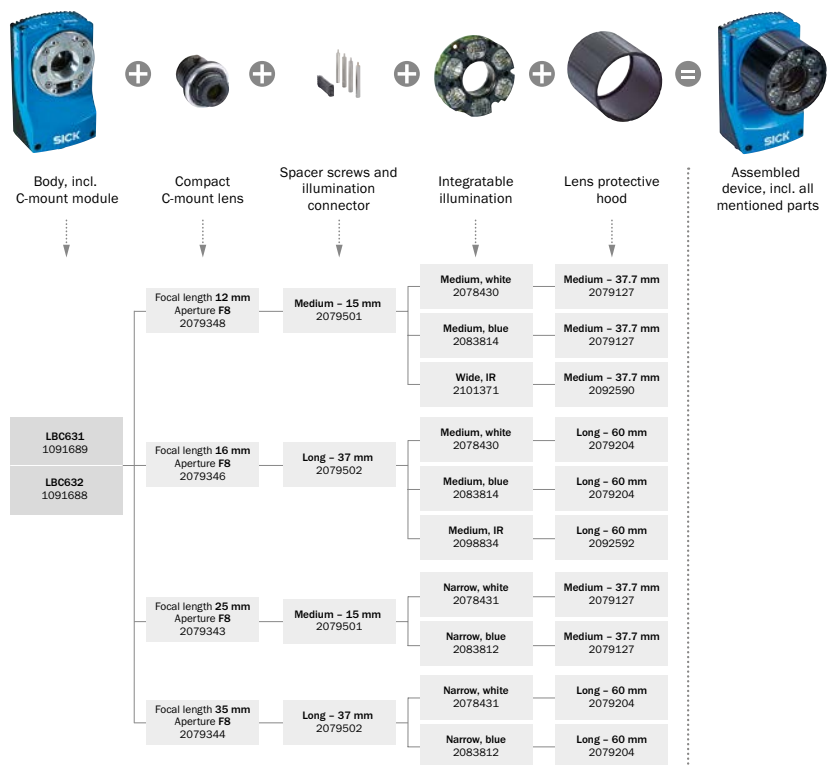 SICK
SICK
Body, incl.
C-mount module
Compact
C-mount lens
Spacer screws and
illumination
connector
Integratable
illumination
Lens protective
hood
Assembled
device, incl. all
mentioned parts
LBC631
1091689
LBC632
1091688
Focal length 12 mm
Aperture F8
2079348
Medium – 15 mm
2079501
Medium, white
2078430
Medium – 37.7 mm
2079127
Medium, blue
2083814
Medium – 37.7 mm
2079127
Wide, IR
2101371
Medium – 37.7 mm
2092590
Focal length 16 mm
Aperture F8
2079346
Long – 37 mm
2079502
Medium, white
2078430
Long – 60 mm
2079204
Medium, blue
2083814
Long – 60 mm
2079204
Medium, IR
2098834
Long – 60 mm
2092592
Focal length 25 mm
Aperture F8
2079343
Medium – 15 mm
2079501
Narrow, white
2078431
Medium – 37.7 mm
2079127
Narrow, blue
2083812
Medium – 37.7 mm
2079127
Focal length 35 mm
Aperture F8
2079344
Long – 37 mm
2079502
Narrow, white
2078431
Long – 60 mm
2079204
Narrow, blue
2083812
Long – 60 mm
2079204